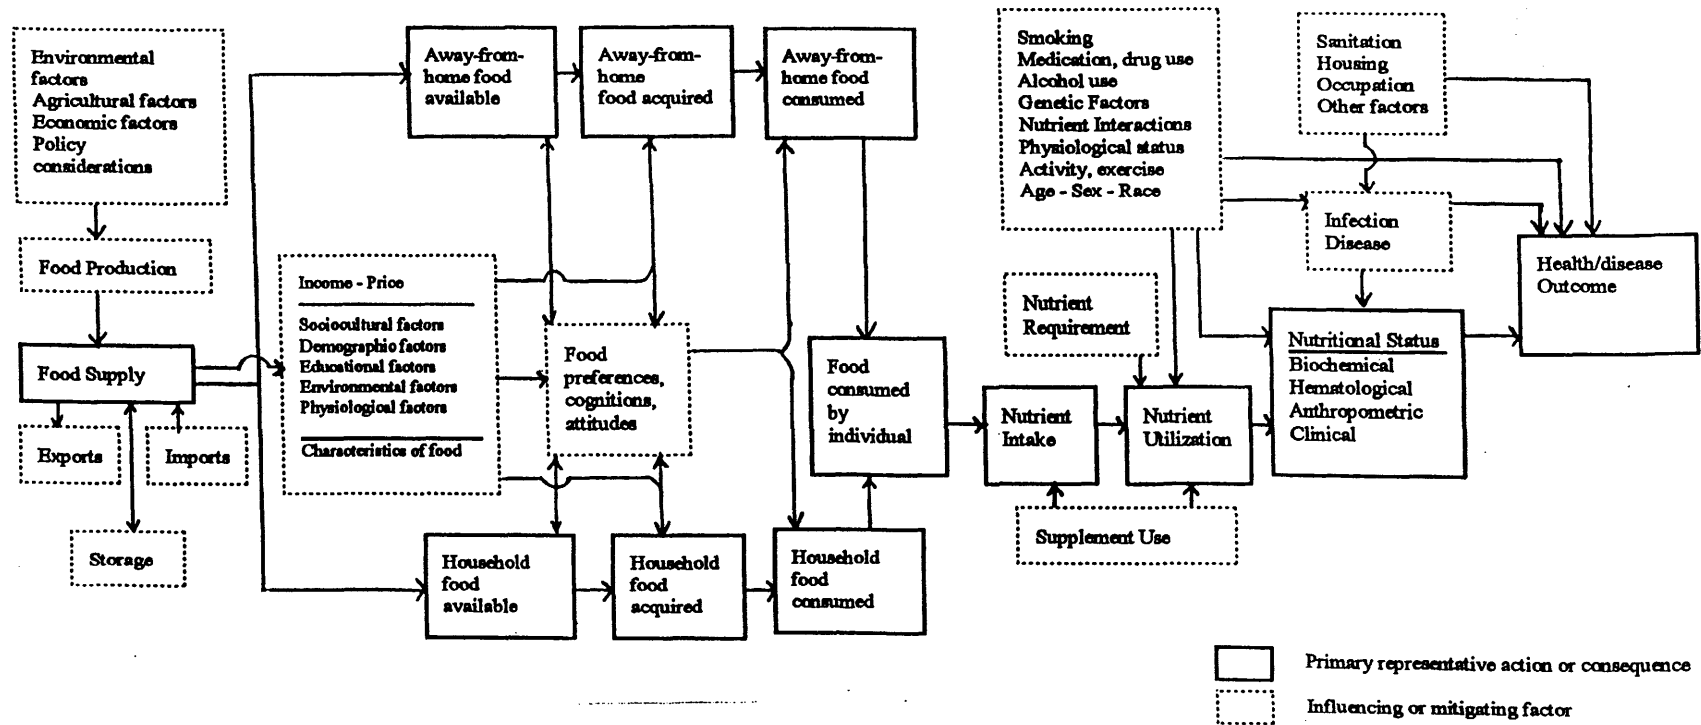 Environmental
factors
Agricultural factors
Economic factors
Policy
considerations
Food Production
Food Supply
Exports
Imports
Storage
Income - Price
Sociocultural factors
Demographic factors
Educational factors
Environmental factors
Physiological factors
Characteristics of food
Away-from-
home food
available
Away-from-
home
food acquired
Away-from-
home food
consumed
Food
preferences,
cognitions,
attitudes
Household
food
available
Household
food
acquired
Household
food
consumed
Food
consumed
by
individual
Smoking
Medication, drug use
Alcohol use
Genetic Factors
Nutrient Interactions
Physiological status
Activity, exercise
Age - Sex - Race
Sanitation
Housing
Occupation
Other factors
Infection
Disease
Nutrient
Requirement
Nutrient
Intake
Nutrient
Utilization
Supplement Use
Nutritional Status
Biochemical
Hematological
Anthropometric
Clinical
Health/disease
Outcome
Primary representative action or consequence
Influencing or mitigating factor